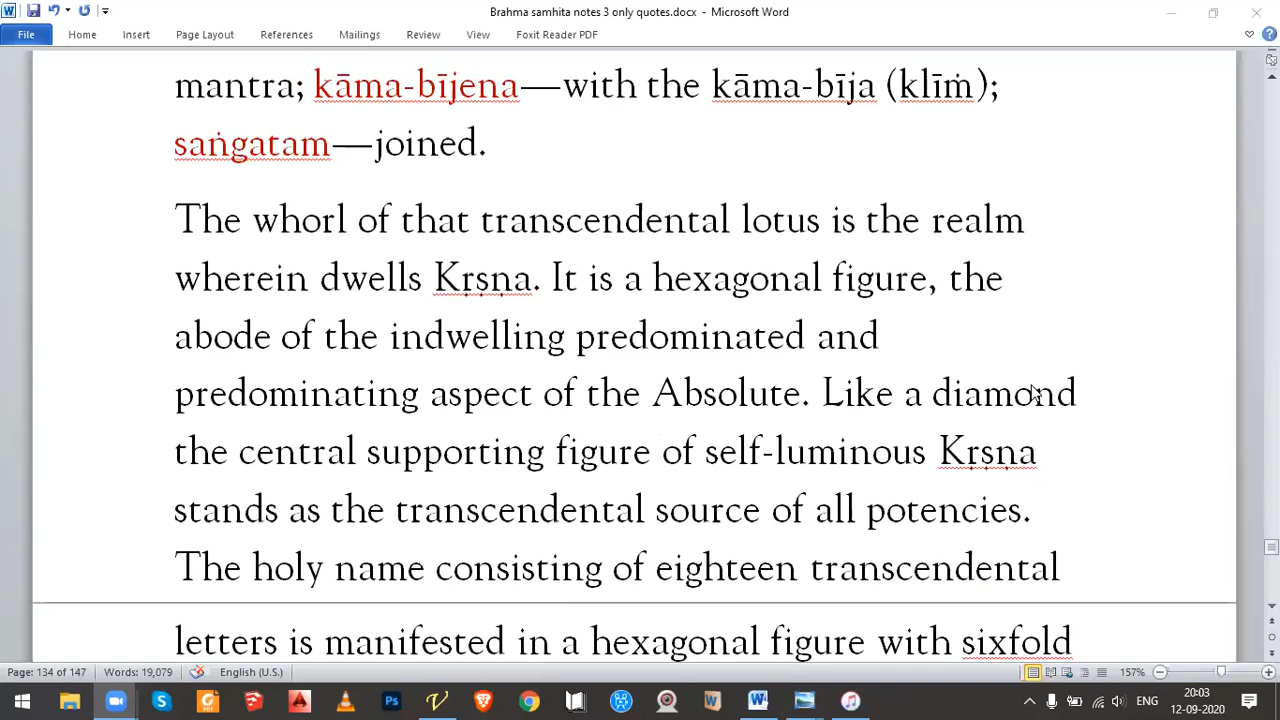 Brahma samhita notes 3 only quotes.docx - Microsoft Word
File Home Insert Page Layout References Mailings Review View Foxit Reader PDF
mantra; kāma-bījena—with the kāma-bīja (klīṁ);
saṅgatam—joined.
The whorl of that transcendental lotus is the realm
wherein dwells Kṛṣṇa. It is a hexagonal figure, the
abode of the indwelling predominated and
predominating aspect of the Absolute. Like a diamond
the central supporting figure of self-luminous Kṛṣṇa
stands as the transcendental source of all potencies.
The holy name consisting of eighteen transcendental
letters is manifested in a hexagonal figure with sixfold
Page: 134 of 147 Words: 19,079 English (U.S.) 157%
ENG 20:03
12-09-2020